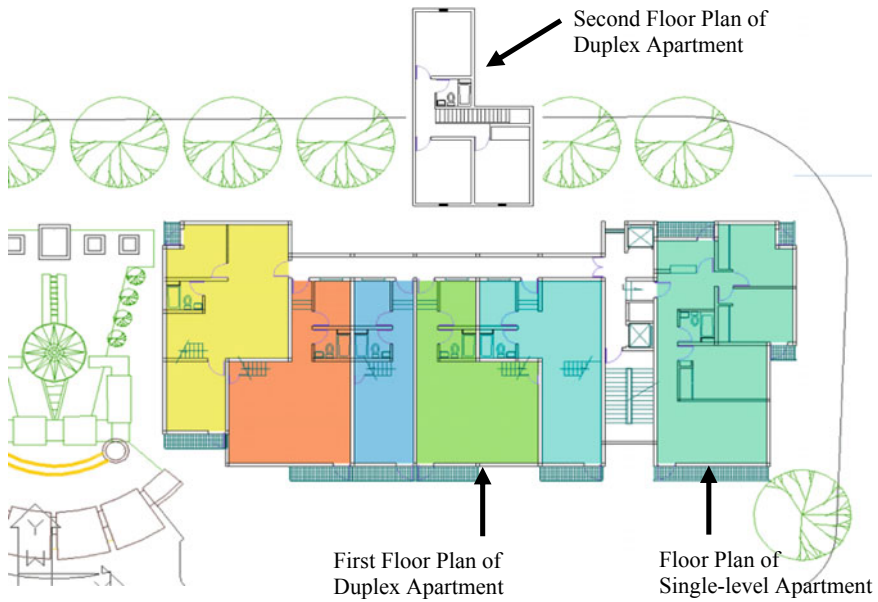 Second Floor Plan of
Duplex Apartment
First Floor Plan of
Duplex Apartment
Floor Plan of
Single-level Apartment